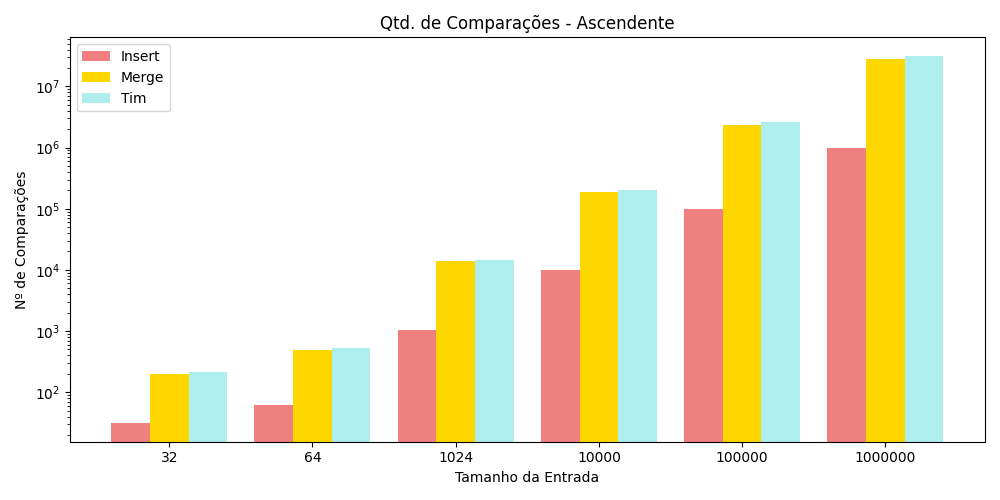 Qtd. de Comparações - Ascendente
Insert
Merge
Tim
Nº de Comparações
10⁷
10⁶
10⁵
10⁴
10³
10²
32 64 1024 10000 100000 1000000
Tamanho da Entrada